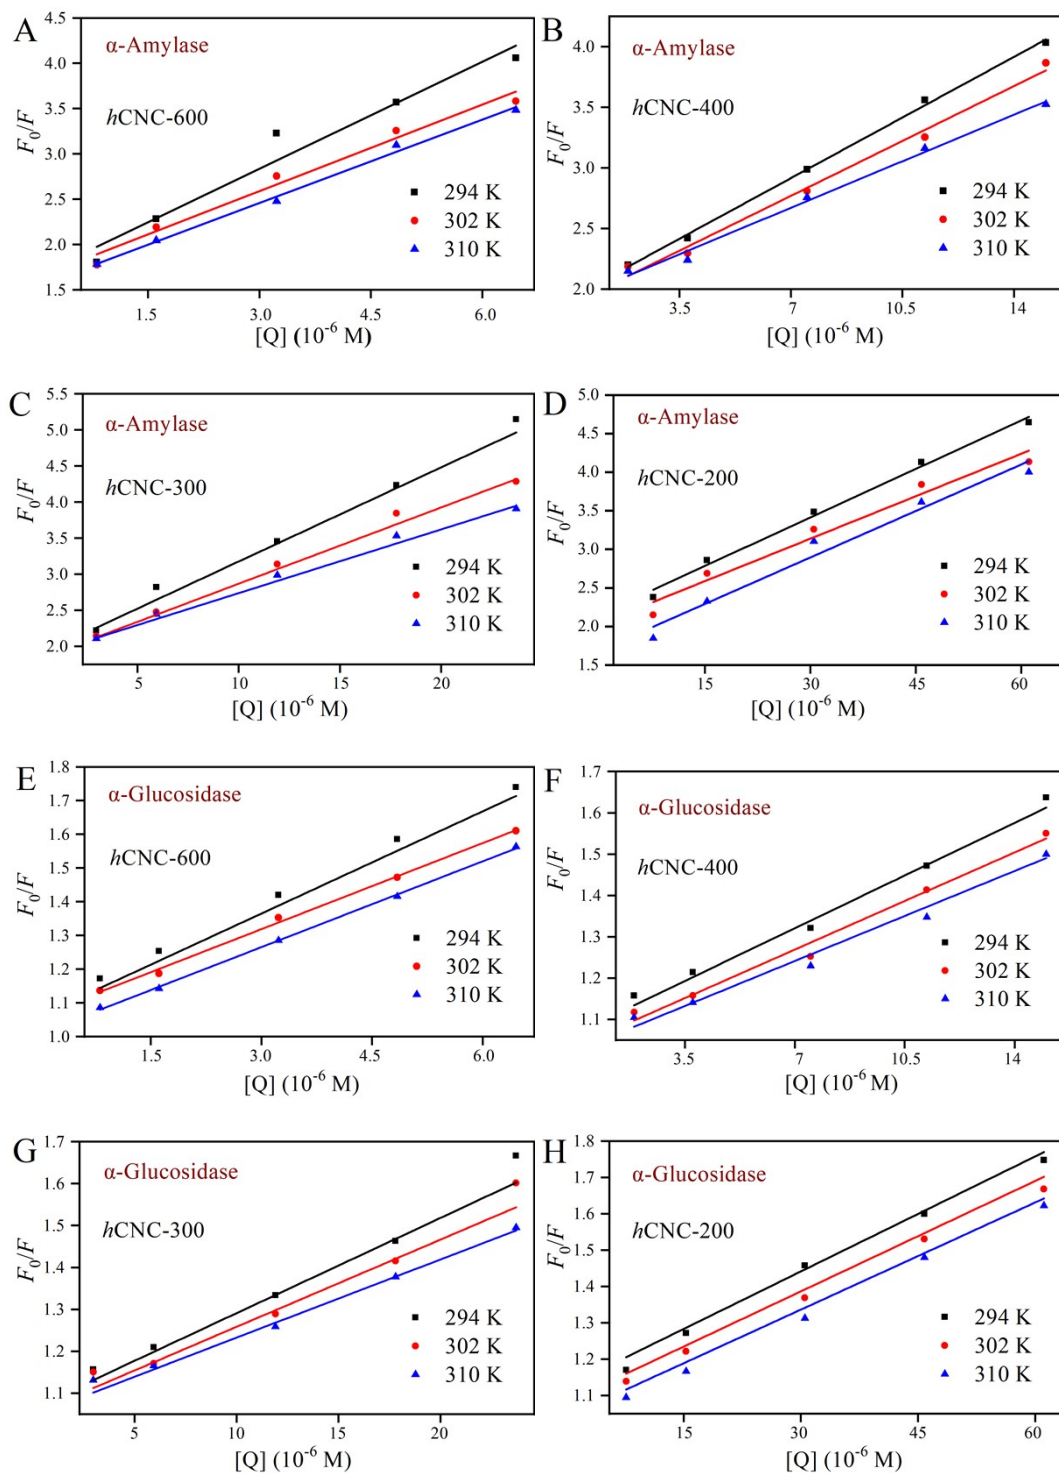 A
α-Amylase
hCNC-600
F0/F
4.5
4.0
3.5
3.0
2.5
2.0
1.5
294 K
302 K
310 K
1.5 3.0 4.5 6.0
[Q] (10-6 M)
B
α-Amylase
hCNC-400
F0/F
4.0
3.5
3.0
2.5
2.0
294 K
302 K
310 K
3.5 7 10.5 14
[Q] (10-6 M)
C
α-Amylase
hCNC-300
F0/F
5.5
5.0
4.5
4.0
3.5
3.0
2.5
2.0
294 K
302 K
310 K
5 10 15 20
[Q] (10-6 M)
D
α-Amylase
hCNC-200
F0/F
5.0
4.5
4.0
3.5
3.0
2.5
2.0
1.5
294 K
302 K
310 K
15 30 45 60
[Q] (10-6 M)
E
α-Glucosidase
hCNC-600
F0/F
1.8
1.7
1.6
1.5
1.4
1.3
1.2
1.1
1.0
294 K
302 K
310 K
1.5 3.0 4.5 6.0
[Q] (10-6 M)
F
α-Glucosidase
hCNC-400
F0/F
1.7
1.6
1.5
1.4
1.3
1.2
1.1
294 K
302 K
310 K
3.5 7 10.5 14
[Q] (10-6 M)
G
α-Glucosidase
hCNC-300
F0/F
1.7
1.6
1.5
1.4
1.3
1.2
1.1
294 K
302 K
310 K
5 10 15 20
[Q] (10-6 M)
H
α-Glucosidase
hCNC-200
F0/F
1.8
1.7
1.6
1.5
1.4
1.3
1.2
1.1
294 K
302 K
310 K
15 30 45 60
[Q] (10-6 M)